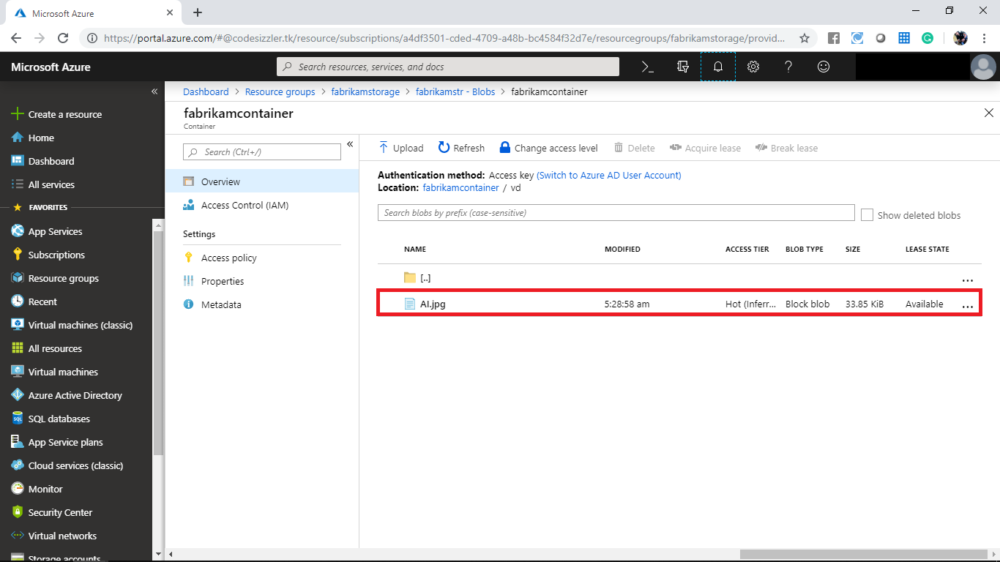 Microsoft Azure
https://portal.azure.com/#@codesizzler.tk/resource/subscriptions/a4df3501-cded-4709-a48b-bc4584f32d7e/resourcegroups/fabrikamstorage/provid...
Microsoft Azure
Search resources, services, and docs
Create a resource
Home
Dashboard
All services
FAVORITES
App Services
Subscriptions
Resource groups
Recent
Virtual machines (classic)
All resources
Virtual machines
Azure Active Directory
SQL databases
App Service plans
Cloud services (classic)
Monitor
Security Center
Virtual networks
Storage accounts
Dashboard > Resource groups > fabrikamstorage > fabrikamstr - Blobs > fabrikamcontainer
fabrikamcontainer
Container
Search (Ctrl+/)
Overview
Access Control (IAM)
Settings
Access policy
Properties
Metadata
Upload Refresh Change access level Delete Acquire lease Break lease
Authentication method: Access key (Switch to Azure AD User Account)
Location: fabrikamcontainer / vd
Search blobs by prefix (case-sensitive)
Show deleted blobs
NAME MODIFIED ACCESS TIER BLOB TYPE SIZE LEASE STATE
[..] ...
AI.jpg 5:28:58 am Hot (Inferr... Block blob 33.85 KiB Available ...